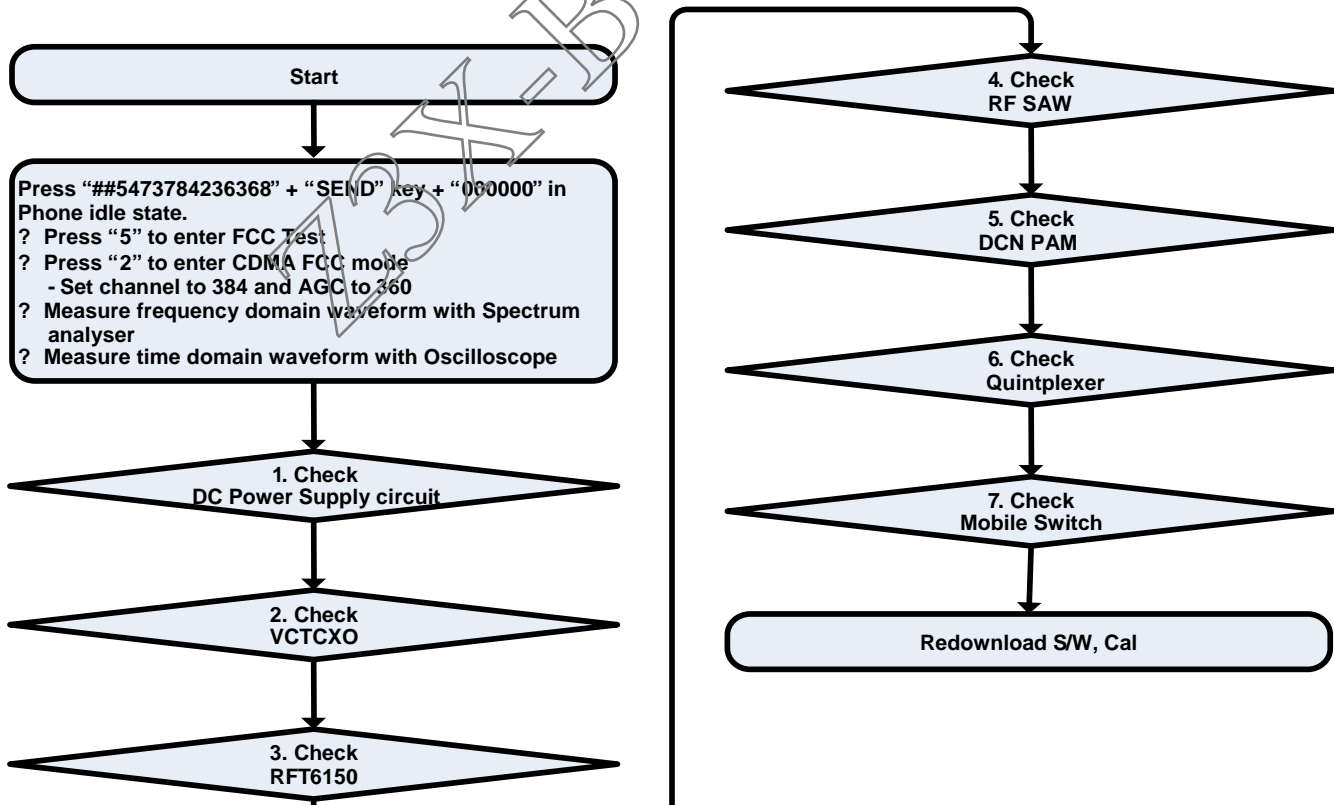 Start
Press “##5473784236368” + “SEND” key + “000000” in
Phone idle state.
? Press “5” to enter FCC Test
? Press “2” to enter CDMA FCC mode
- Set channel to 384 and AGC to 360
? Measure frequency domain waveform with Spectrum
analyser
? Measure time domain waveform with Oscilloscope
1. Check
DC Power Supply circuit
2. Check
VCTCXO
3. Check
RFT6150
4. Check
RF SAW
5. Check
DCN PAM
6. Check
Quintplexer
7. Check
Mobile Switch
Redownload S/W, Cal
Z3X-B